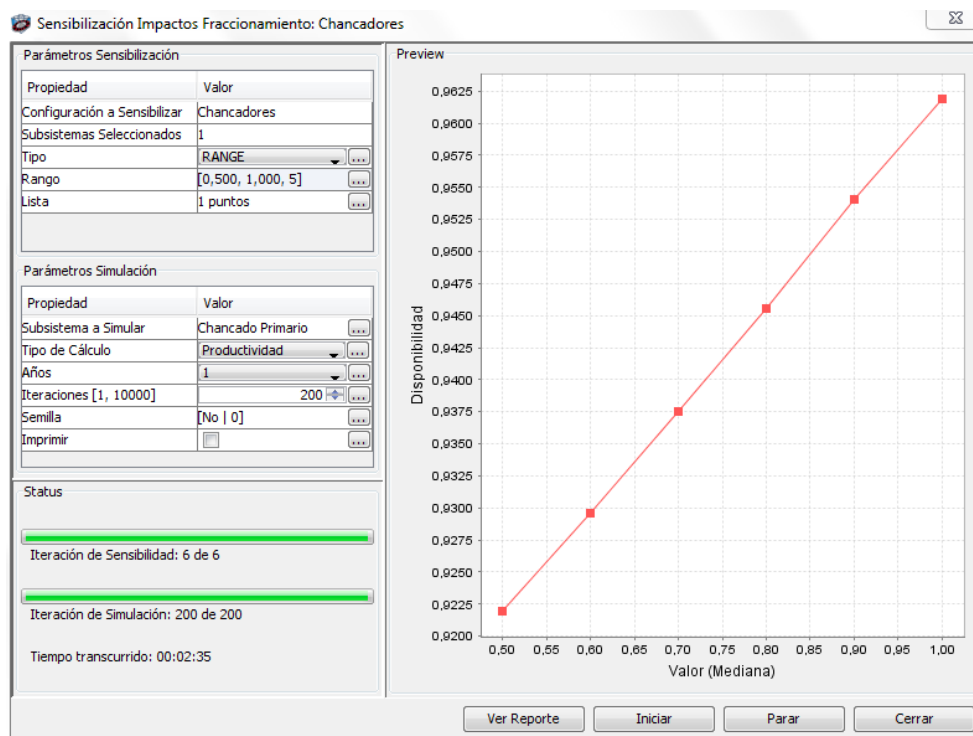 Sensibilización Impactos Fraccionamiento: Chancadores
Parámetros Sensibilización
Propiedad Valor
Configuración a Sensibilizar Chancadores
Subsistemas Seleccionados 1
Tipo RANGE ...
Rango [0,500, 1,000, 5] ...
Lista 1 puntos ...
Parámetros Simulación
Propiedad Valor
Subsistema a Simular Chancado Primario ...
Tipo de Cálculo Productividad ...
Años 1 ...
Iteraciones [1, 10000] 200 ...
Semilla [No | 0] ...
Imprimir ...
Status
Iteración de Sensibilidad: 6 de 6
Iteración de Simulación: 200 de 200
Tiempo transcurrido: 00:02:35
Preview
0,9625
0,9600
0,9575
0,9550
0,9525
0,9500
0,9475
0,9450
0,9425
0,9400
0,9375
0,9350
0,9325
0,9300
0,9275
0,9250
0,9225
0,9200
Disponibilidad
0,50 0,55 0,60 0,65 0,70 0,75 0,80 0,85 0,90 0,95 1,00
Valor (Mediana)
Ver Reporte Iniciar Parar Cerrar